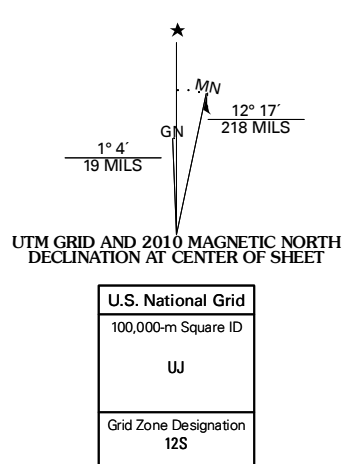 ★
MN
GN
12° 17´
218 MILS
1° 4´
19 MILS
UTM GRID AND 2010 MAGNETIC NORTH
DECLINATION AT CENTER OF SHEET
U.S. National Grid
100,000-m Square ID
UJ
Grid Zone Designation
12S